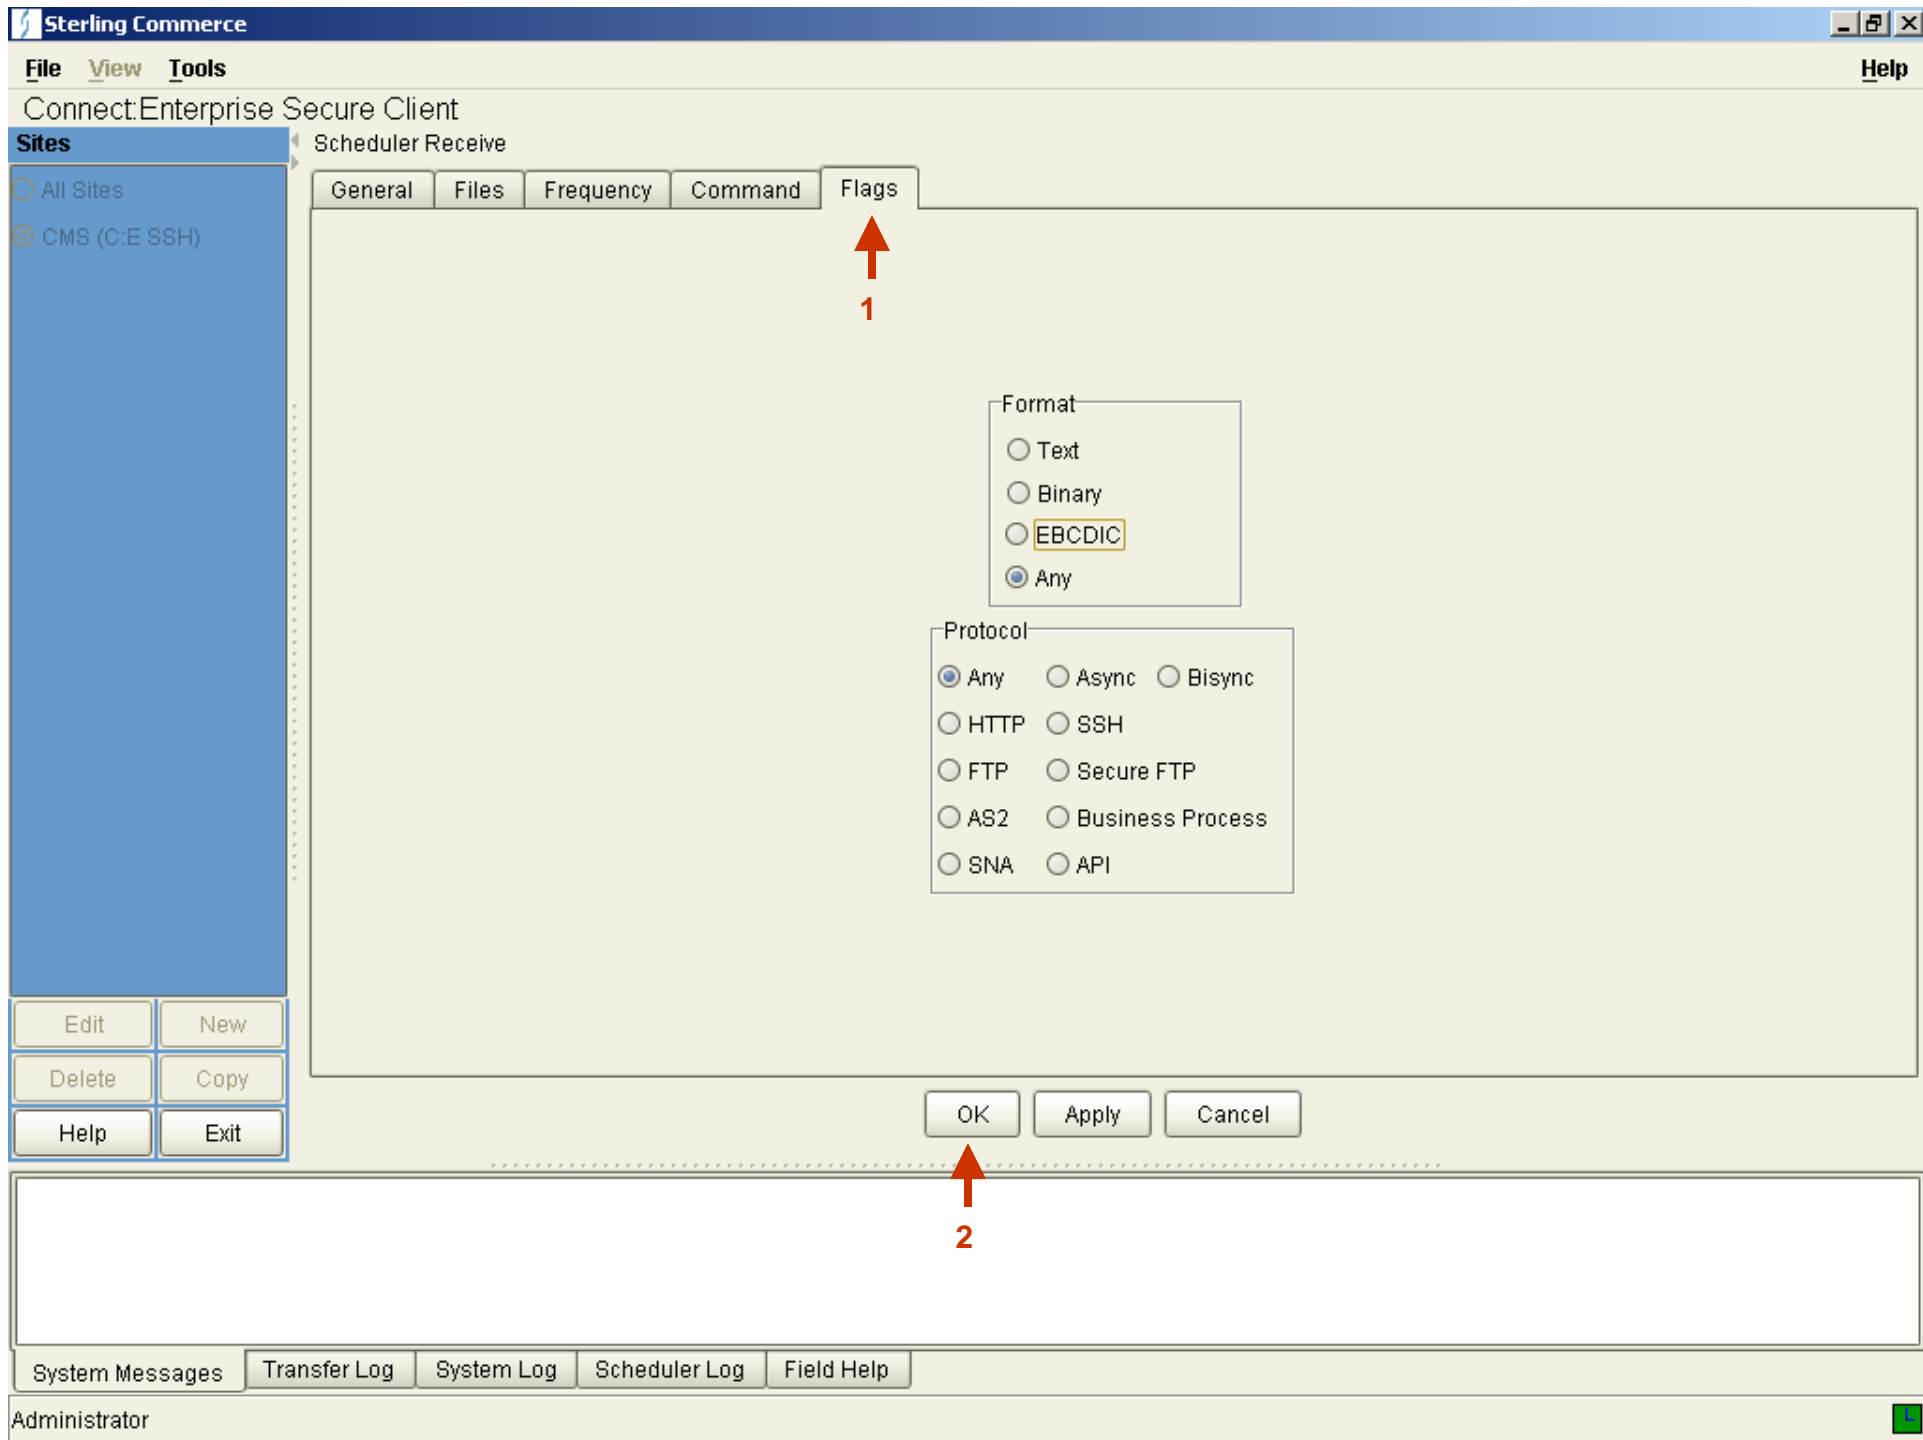 Sterling Commerce
File View Tools Help
Connect:Enterprise Secure Client
Sites
Scheduler Receive
All Sites
CMS (C:E SSH)
General Files Frequency Command Flags
1
Format
Text
Binary
EBCDIC
Any
Protocol
Any Async Bisync
HTTP SSH
FTP Secure FTP
AS2 Business Process
SNA API
Edit New
Delete Copy
Help Exit
OK Apply Cancel
2
System Messages Transfer Log System Log Scheduler Log Field Help
Administrator